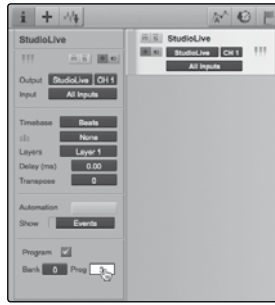 StudioLive
StudioLive
Output StudioLive CH 1
StudioLive CH 1
Input All Inputs
All Inputs
Timebase Beats
None
Layers Layer 1
Delay (ms) 0.00
Transpose 0
Automation
Show Events
Program
Bank 0 Prog